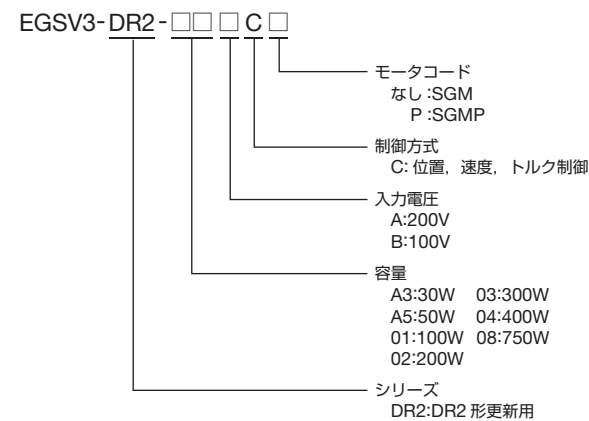 EGSV3-DR2-□□□C□
モータコード
なし:SGM
P:SGMP
制御方式
C:位置，速度，トルク制御
入力電圧
A:200V
B:100V
容量
A3:30W 03:300W
A5:50W 04:400W
01:100W 08:750W
02:200W
シリーズ
DR2:DR2 形更新用